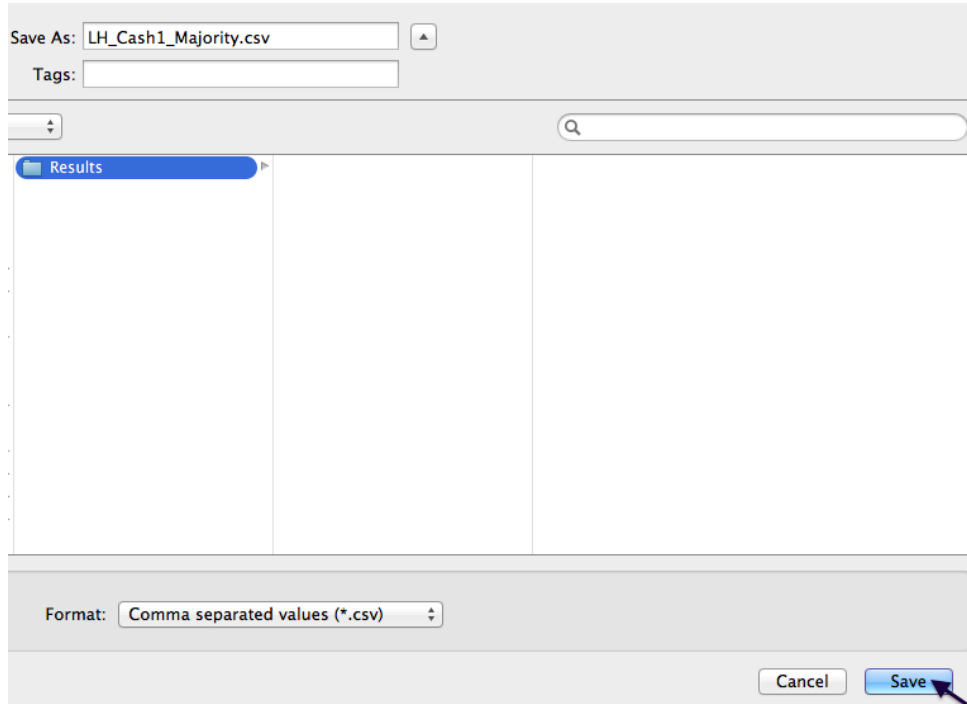 Save As: LH_Cash1_Majority.csv
Tags:
Results
Format: Comma separated values (*.csv)
Cancel Save